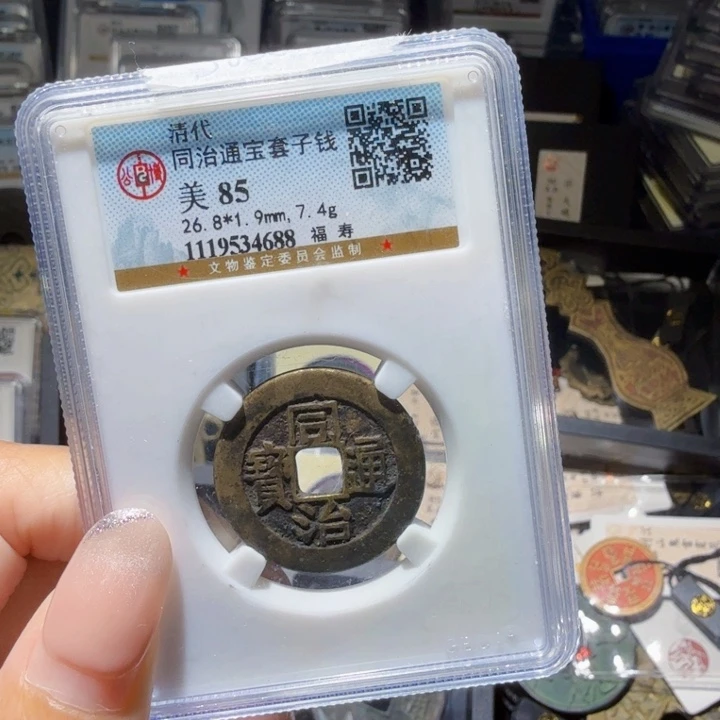 清代
同治通宝套子钱
美 85
26.8*1.9mm, 7.4g
1119534688 福 寿
★ 文物鉴定委员会监制 ★
同治通寶